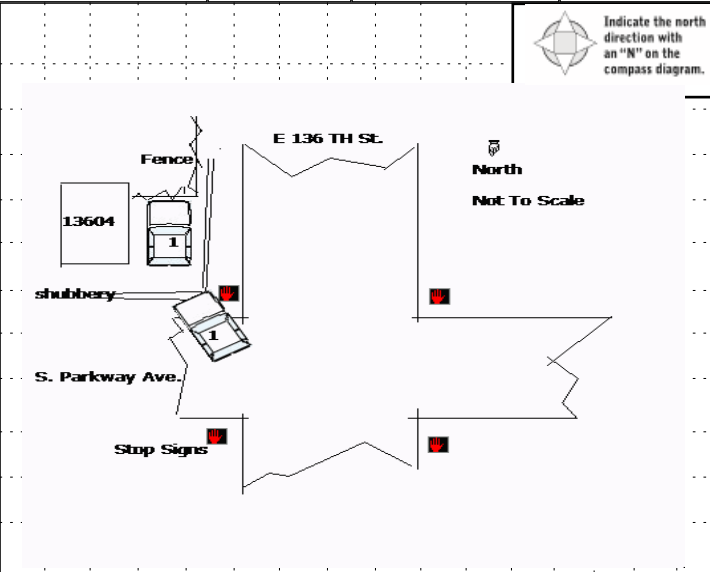 Indicate the north
direction with
an “N” on the
compass diagram.
E 136 TH St.
Fence
North
Not To Scale
13604
1
shubbery
1
S. Parkway Ave.
Stop Signs